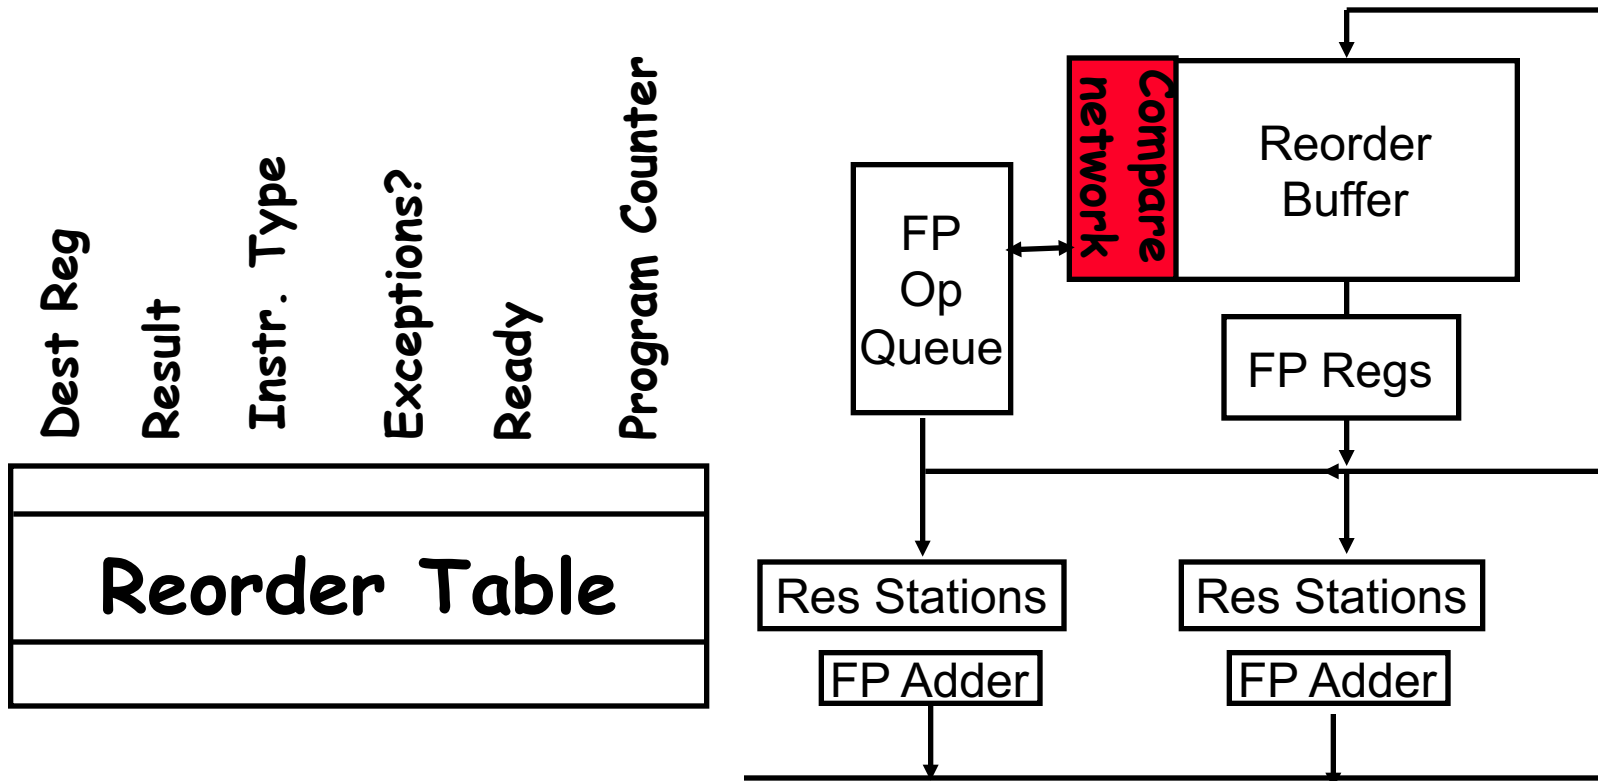 Dest Reg
Result
Instr. Type
Exceptions?
Ready
Program Counter
Reorder Table
Compare
network
Reorder
Buffer
FP
Op
Queue
FP Regs
Res Stations
Res Stations
FP Adder
FP Adder